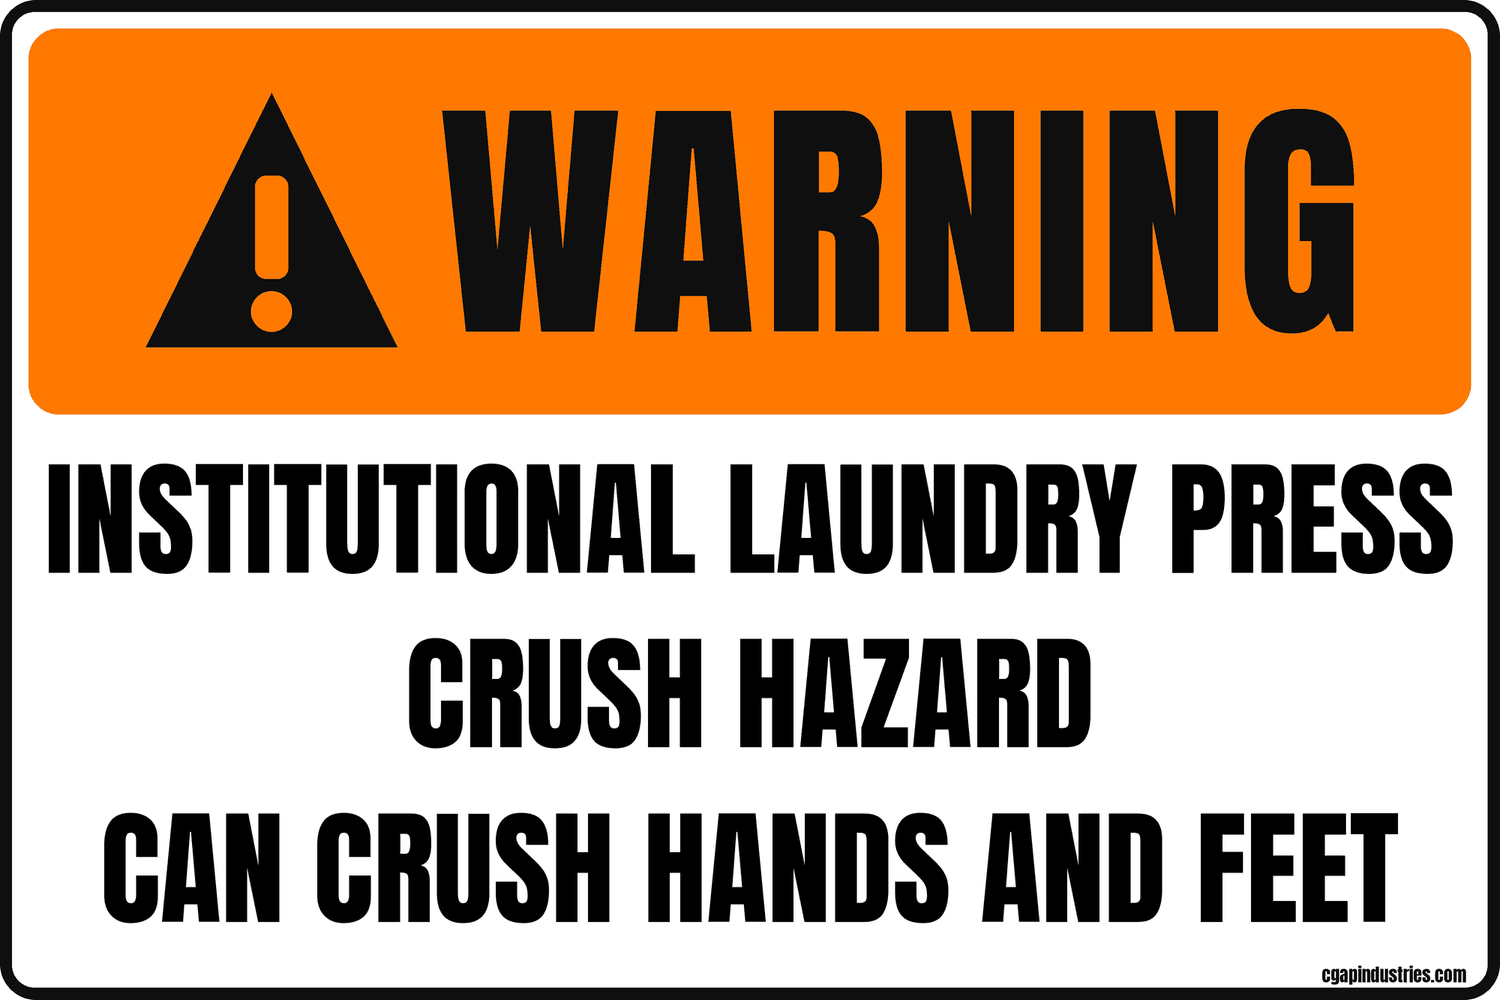 WARNING
INSTITUTIONAL LAUNDRY PRESS
CRUSH HAZARD
CAN CRUSH HANDS AND FEET
cgapindustries.com